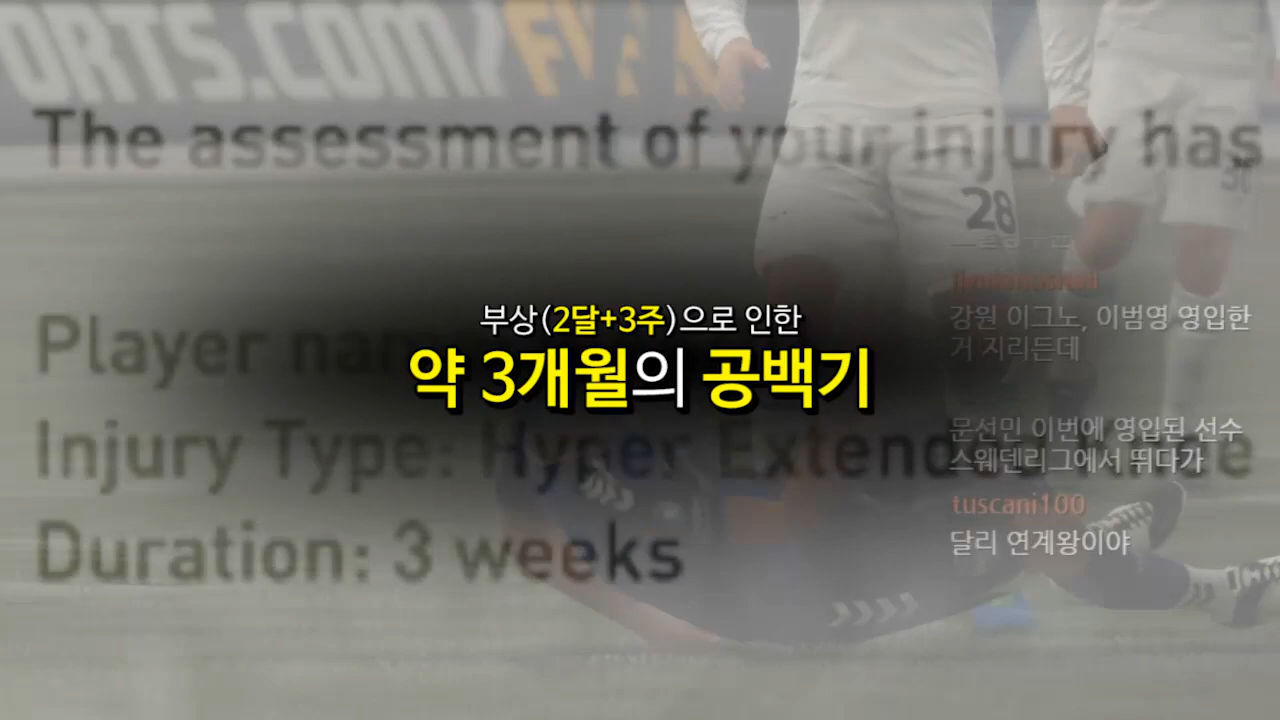 ORTS.COM/
The assessment of your injury has
28
강원 이그노, 이범영 영입한
거 지리든데
부상(2달+3주)으로 인한
약 3개월의 공백기
Player nam
문선민 이번에 영입된 선수
스웨덴리그에서 뛰다가
Injury Type: Hyper Extended Knee
tuscani100
달리 연계왕이야
Duration: 3 weeks